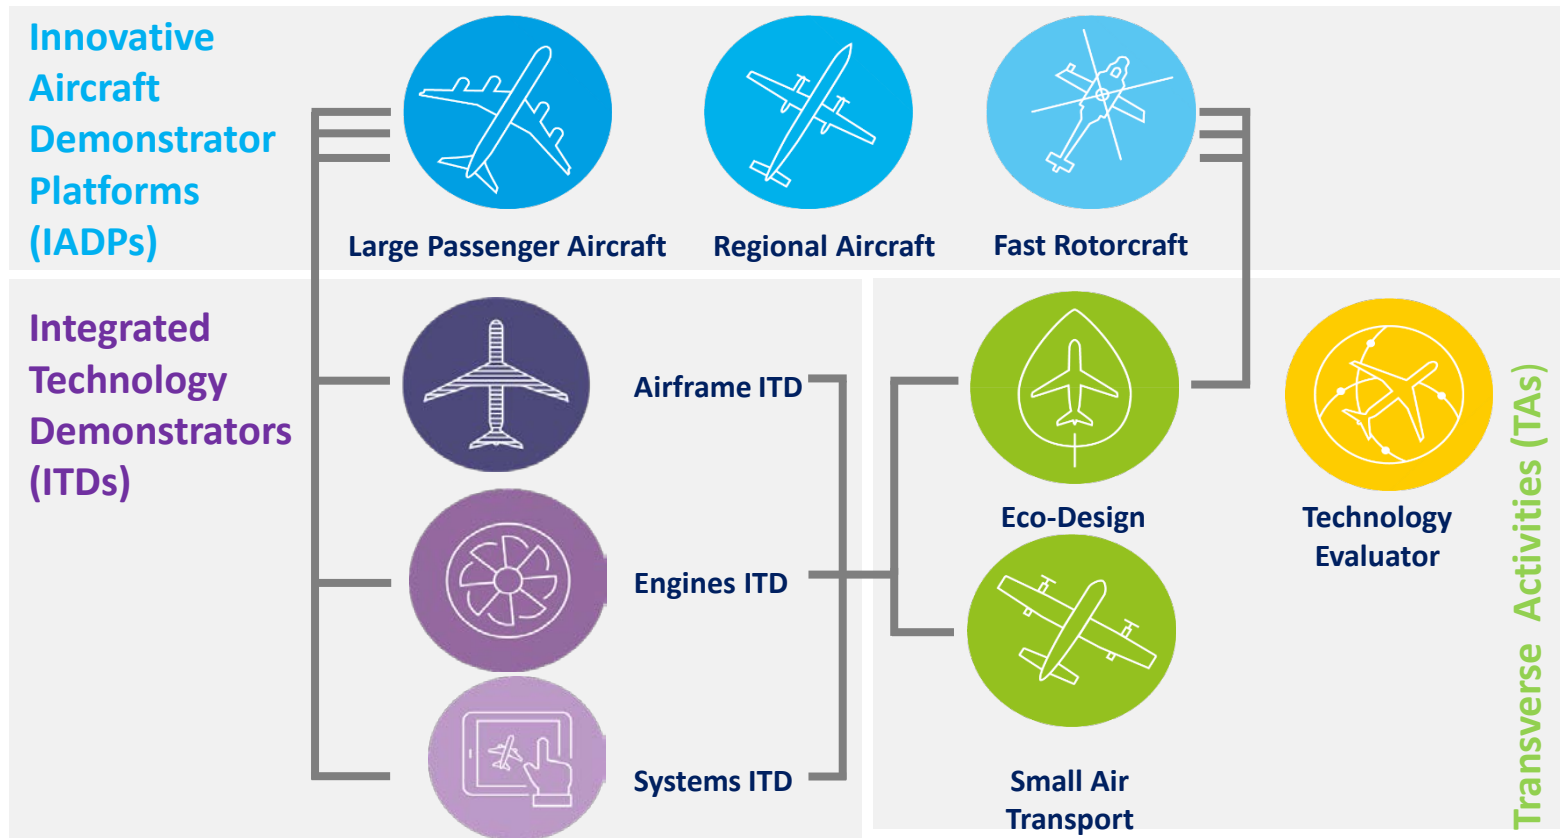 Innovative
Aircraft
Demonstrator
Platforms
(IADPs)
Large Passenger Aircraft
Regional Aircraft
Fast Rotorcraft
Integrated
Technology
Demonstrators
(ITDs)
Airframe ITD
Engines ITD
Systems ITD
Eco-Design
Technology
Evaluator
Small Air
Transport
Transverse Activities (TAs)